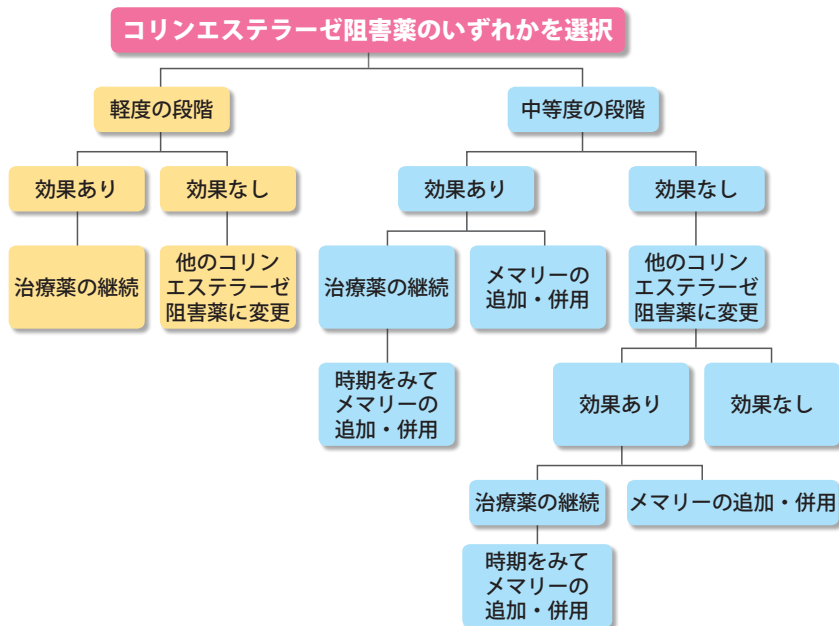 コリンエステラーゼ阻害薬のいずれかを選択
軽度の段階
中等度の段階
効果あり
効果なし
効果あり
効果なし
治療薬の継続
他のコリン
エステラーゼ
阻害薬に変更
治療薬の継続
メマリーの
追加・併用
他のコリン
エステラーゼ
阻害薬に変更
時期をみて
メマリーの
追加・併用
効果あり
効果なし
治療薬の継続
メマリーの追加・併用
時期をみて
メマリーの
追加・併用